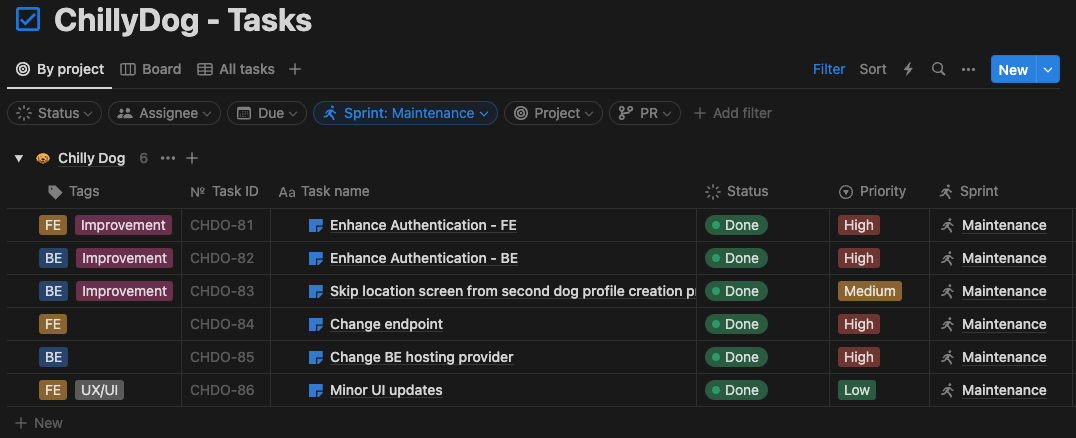 ChillyDog - Tasks
By project Board All tasks Filter Sort New
Status Assignee Due Sprint: Maintenance Project PR Add filter
Chilly Dog 6
Tags Nº Task ID Aa Task name Status Priority Sprint
FE Improvement CHDO-81 Enhance Authentication - FE Done High Maintenance
BE Improvement CHDO-82 Enhance Authentication - BE Done High Maintenance
BE Improvement CHDO-83 Skip location screen from second dog profile creation Done Medium Maintenance
FE CHDO-84 Change endpoint Done High Maintenance
BE CHDO-85 Change BE hosting provider Done High Maintenance
FE UX/UI CHDO-86 Minor UI updates Done Low Maintenance
New